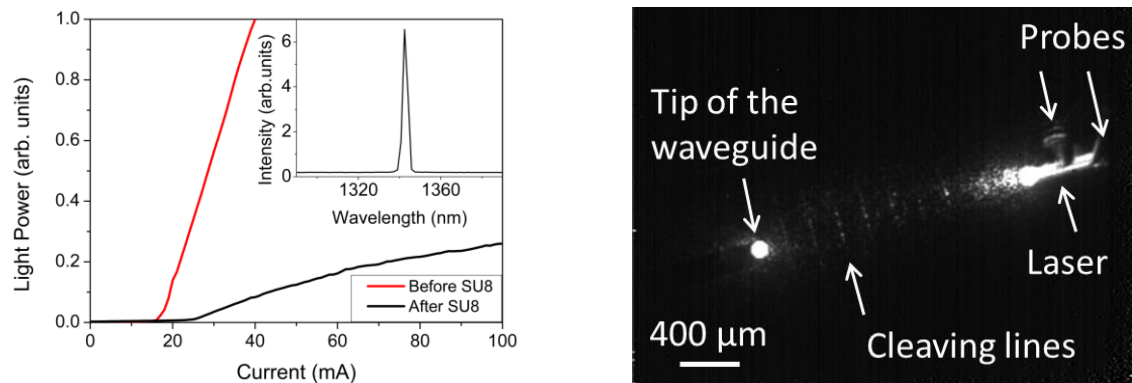 Light Power (arb. units)
1.0
0.8
0.6
0.4
0.2
0.0
0 20 40 60 80 100
Current (mA)
Intensity (arb.units)
6
4
2
0
1320 1360
Wavelength (nm)
Before SU8
After SU8
Probes
Tip of the
waveguide
Laser
Cleaving lines
400 μm